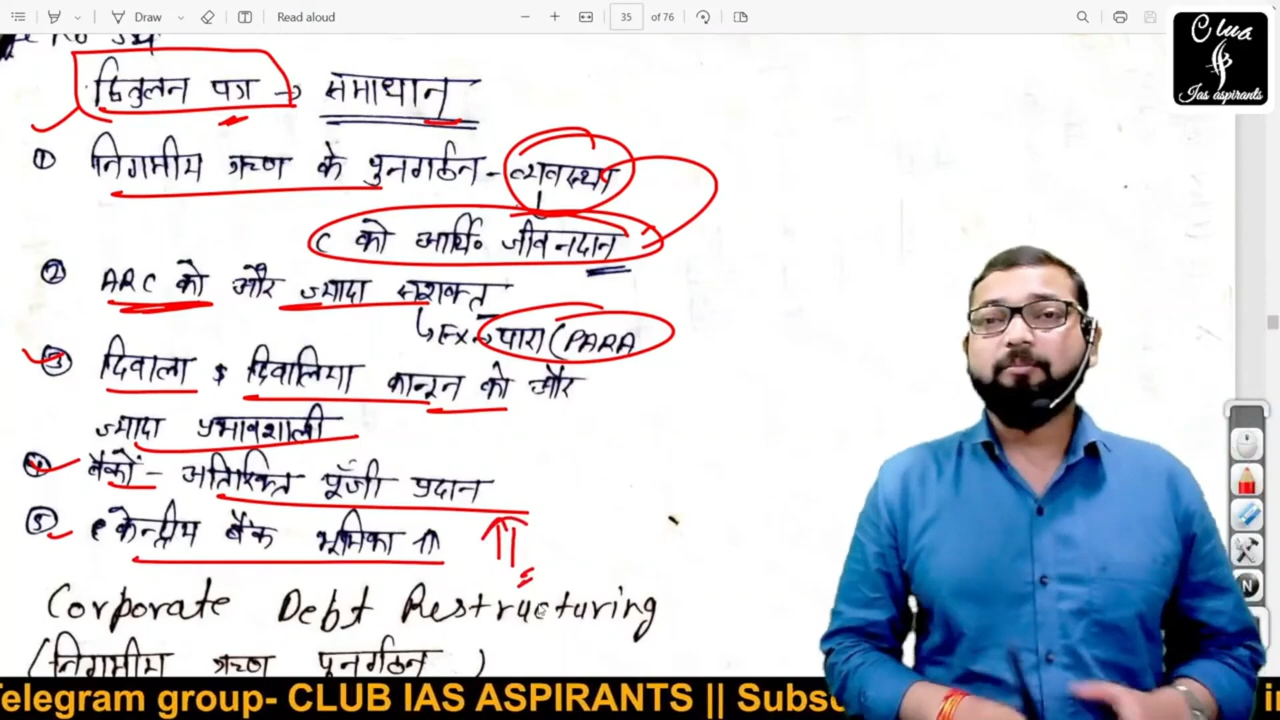 Draw
Read aloud
35
of 76
Club
Ias aspirants
द्वितुलन पत्र → समाधान
① निगमीय ऋण के पुनर्गठन - व्यवस्था
C को आर्थि० जीवनदान
② ARC को और ज्यादा सशक्त
↳ Ex → पारा (PARA
③ दिवाला $ दिवालिया कानून को और
ज्यादा प्रभावशाली
④ बैंकों - अतिरिक्त पूँजी प्रदान
⑤ केन्द्रीय बैंक भूमिका ↑↑
Corporate Debt Restructuring
(निगमीय ऋण पुनर्गठन )
Telegram group- CLUB IAS ASPIRANTS || Subsc